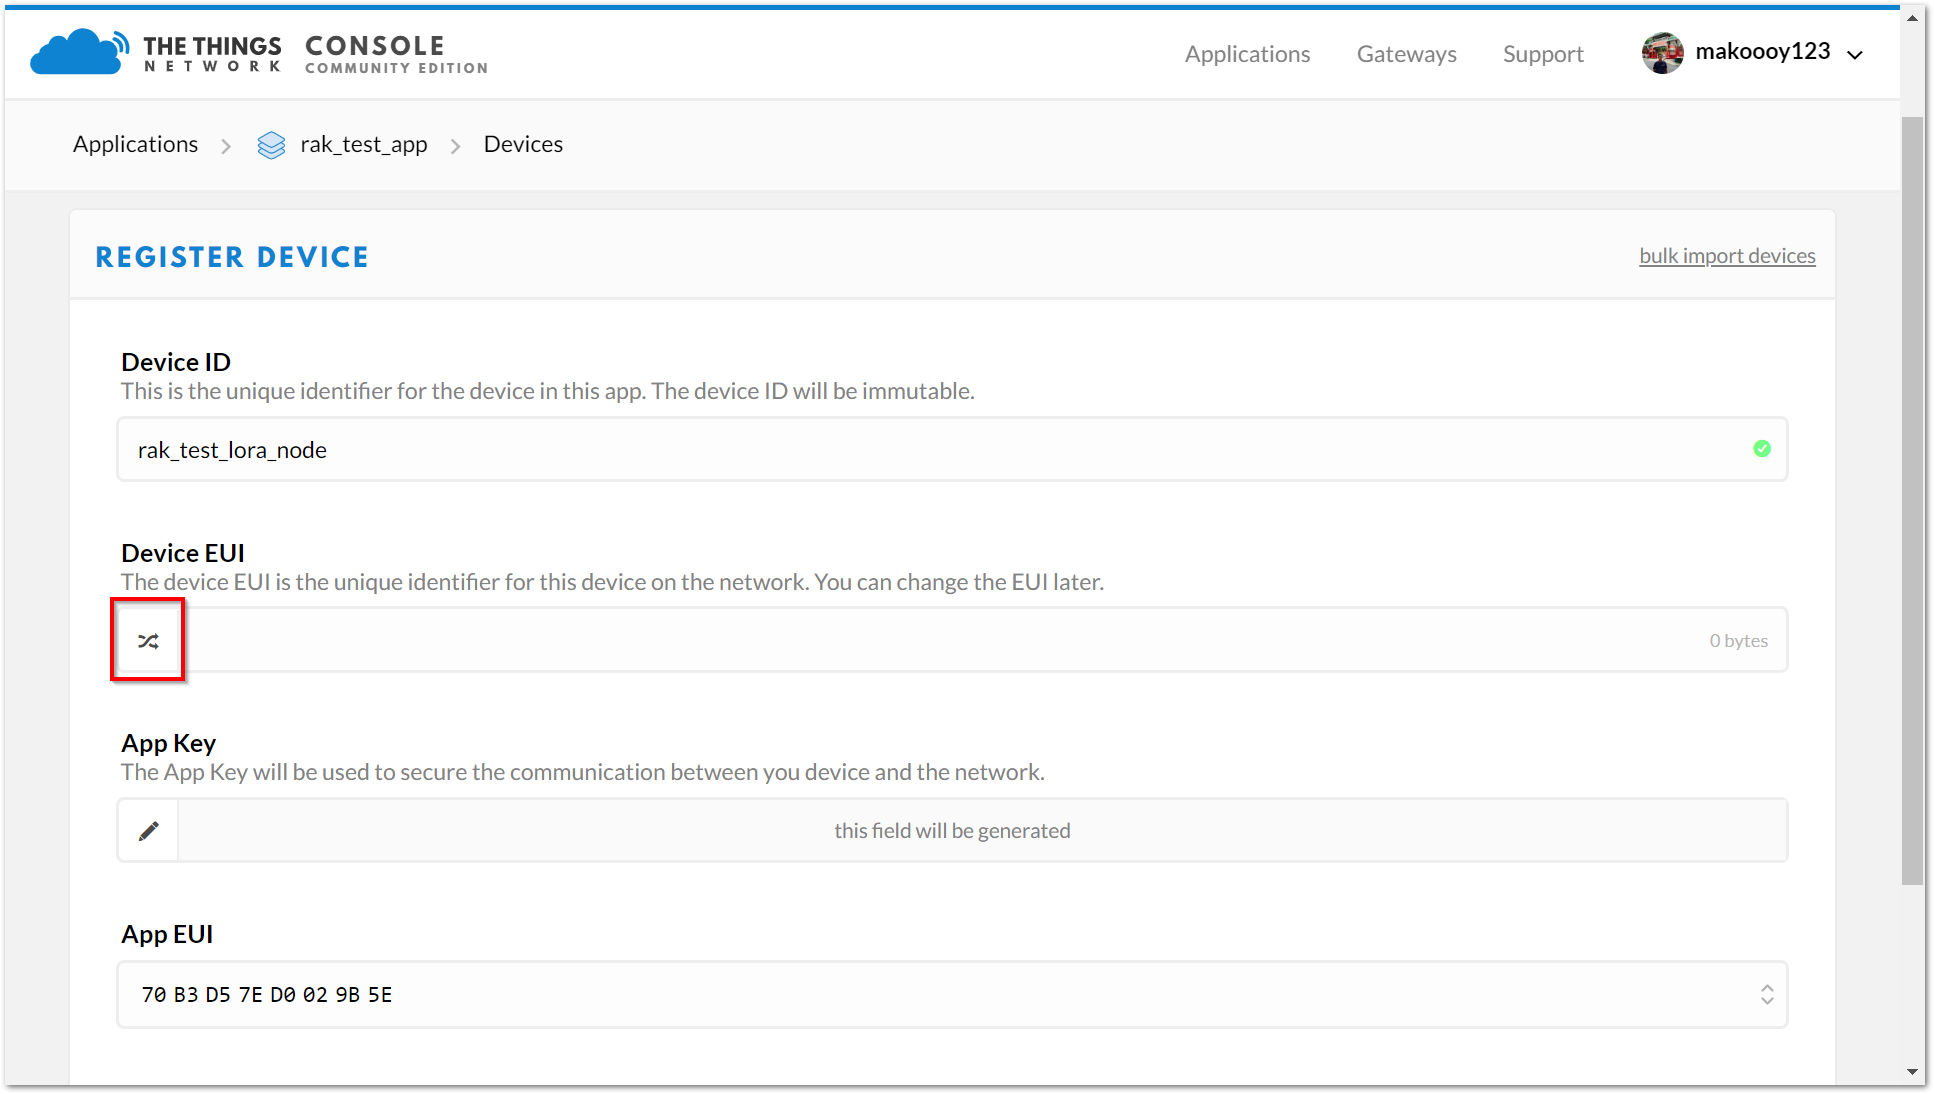 THE THINGS NETWORK CONSOLE COMMUNITY EDITION
Applications Gateways Support makoooy123
Applications rak_test_app Devices
REGISTER DEVICE bulk import devices
Device ID
This is the unique identifier for the device in this app. The device ID will be immutable.
rak_test_lora_node
Device EUI
The device EUI is the unique identifier for this device on the network. You can change the EUI later.
0 bytes
App Key
The App Key will be used to secure the communication between you device and the network.
this field will be generated
App EUI
70 B3 D5 7E D0 02 9B 5E